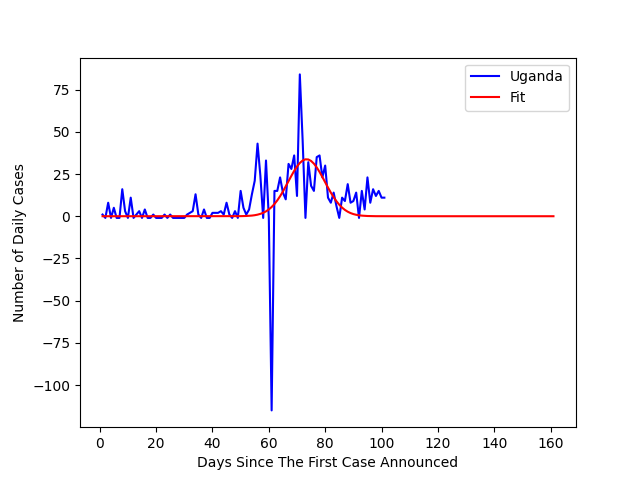 Uganda
Fit
75
50
25
0
−25
−50
−75
−100
Number of Daily Cases
0 20 40 60 80 100 120 140 160
Days Since The First Case Announced